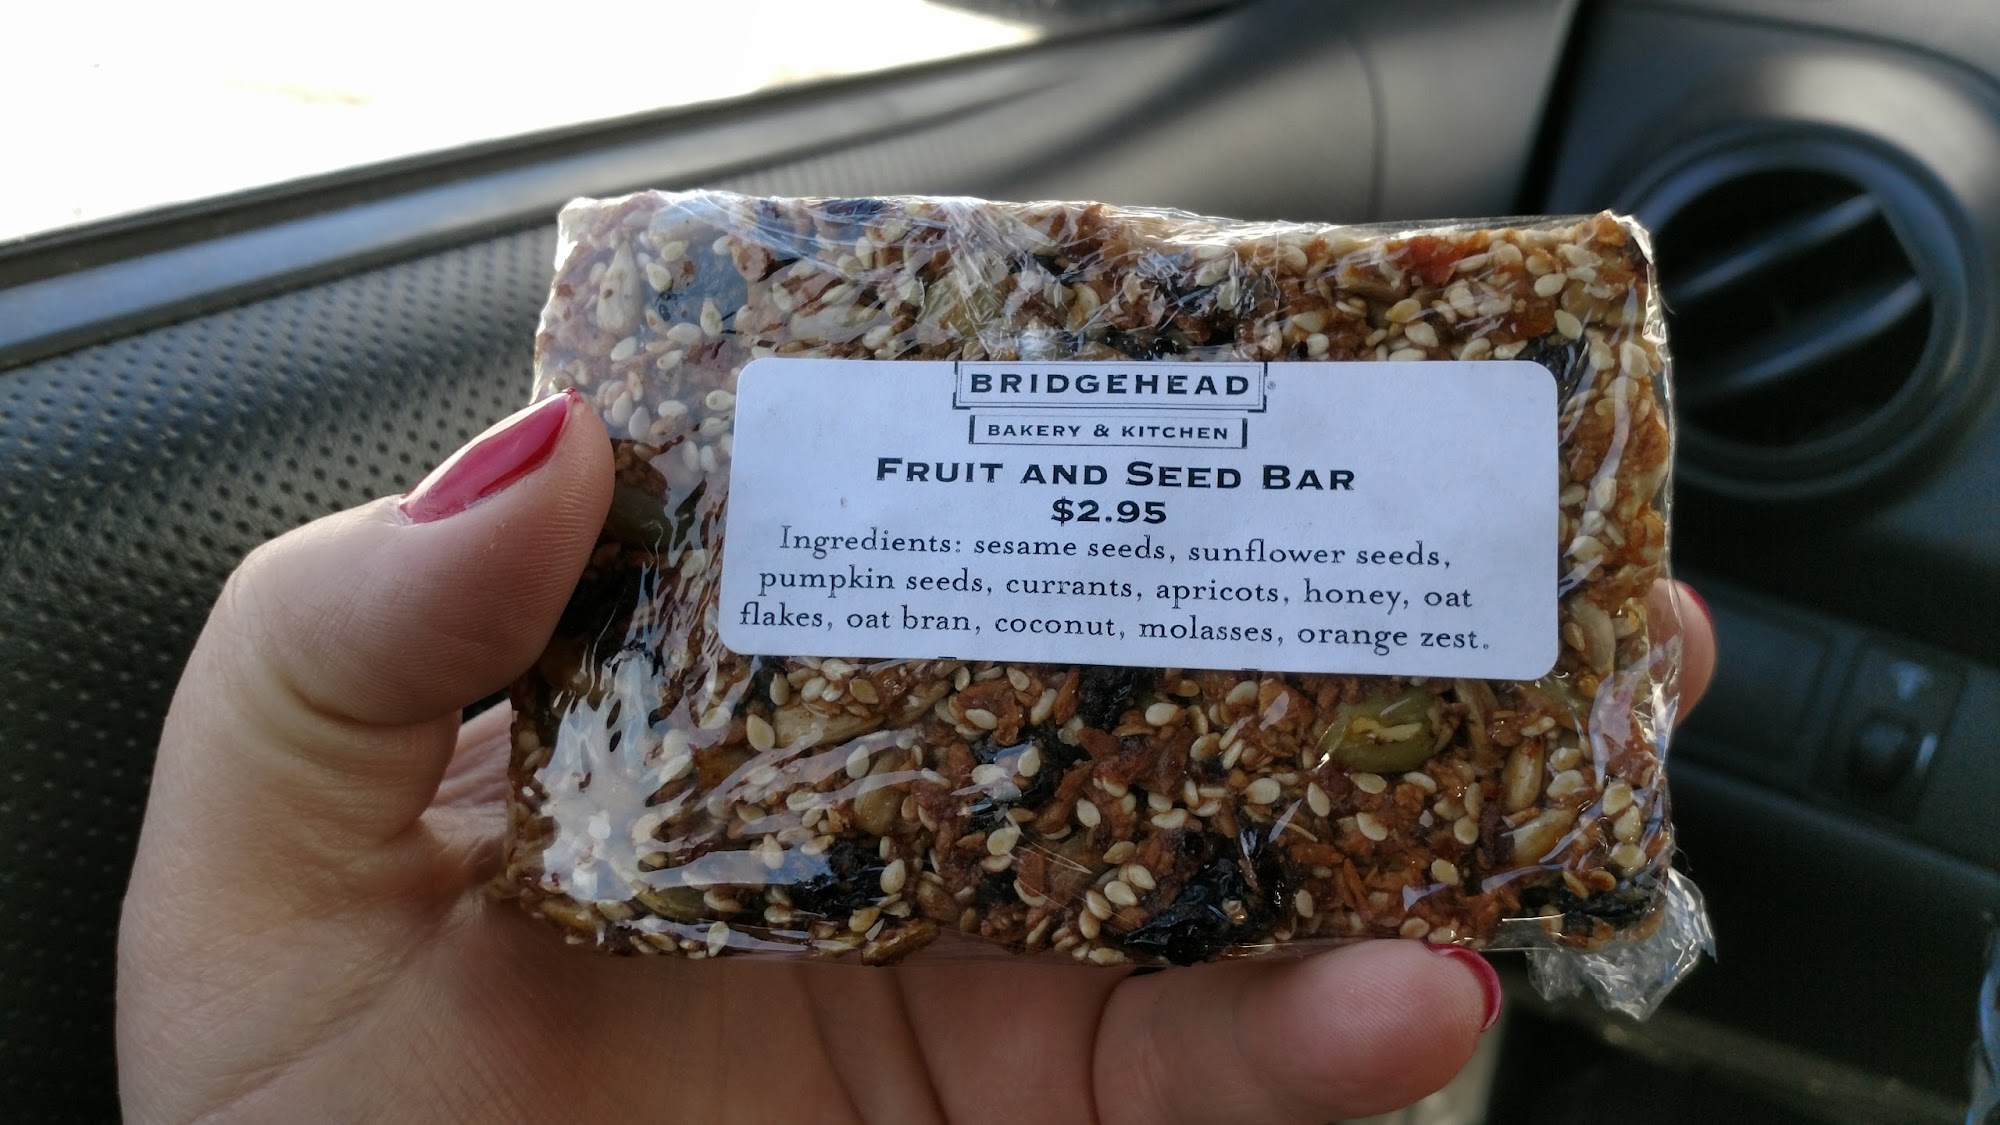 BRIDGEHEAD®
BAKERY & KITCHEN
FRUIT AND SEED BAR
$2.95
Ingredients: sesame seeds, sunflower seeds,
pumpkin seeds, currants, apricots, honey, oat
flakes, oat bran, coconut, molasses, orange zest.